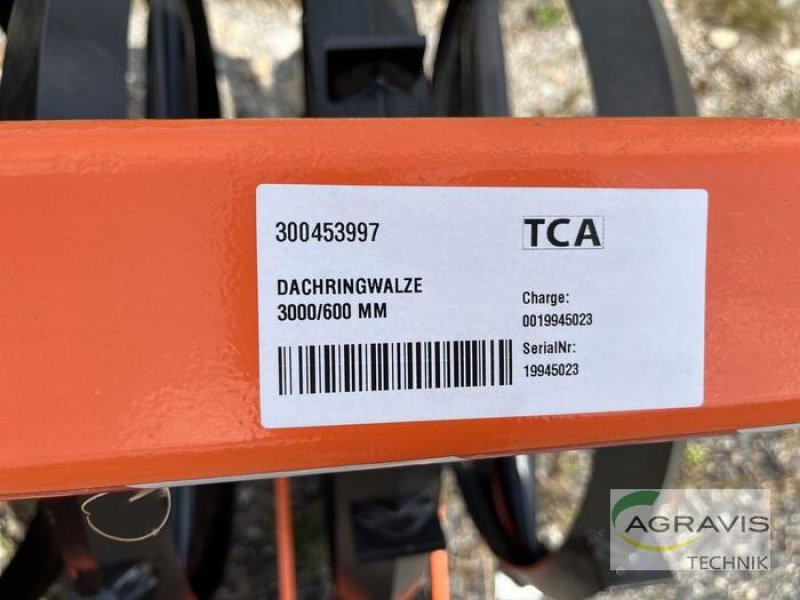 300453997
TCA
DACHRINGWALZE
3000/600 MM
Charge:
0019945023
SerialNr:
19945023
AGRAVIS
TECHNIK